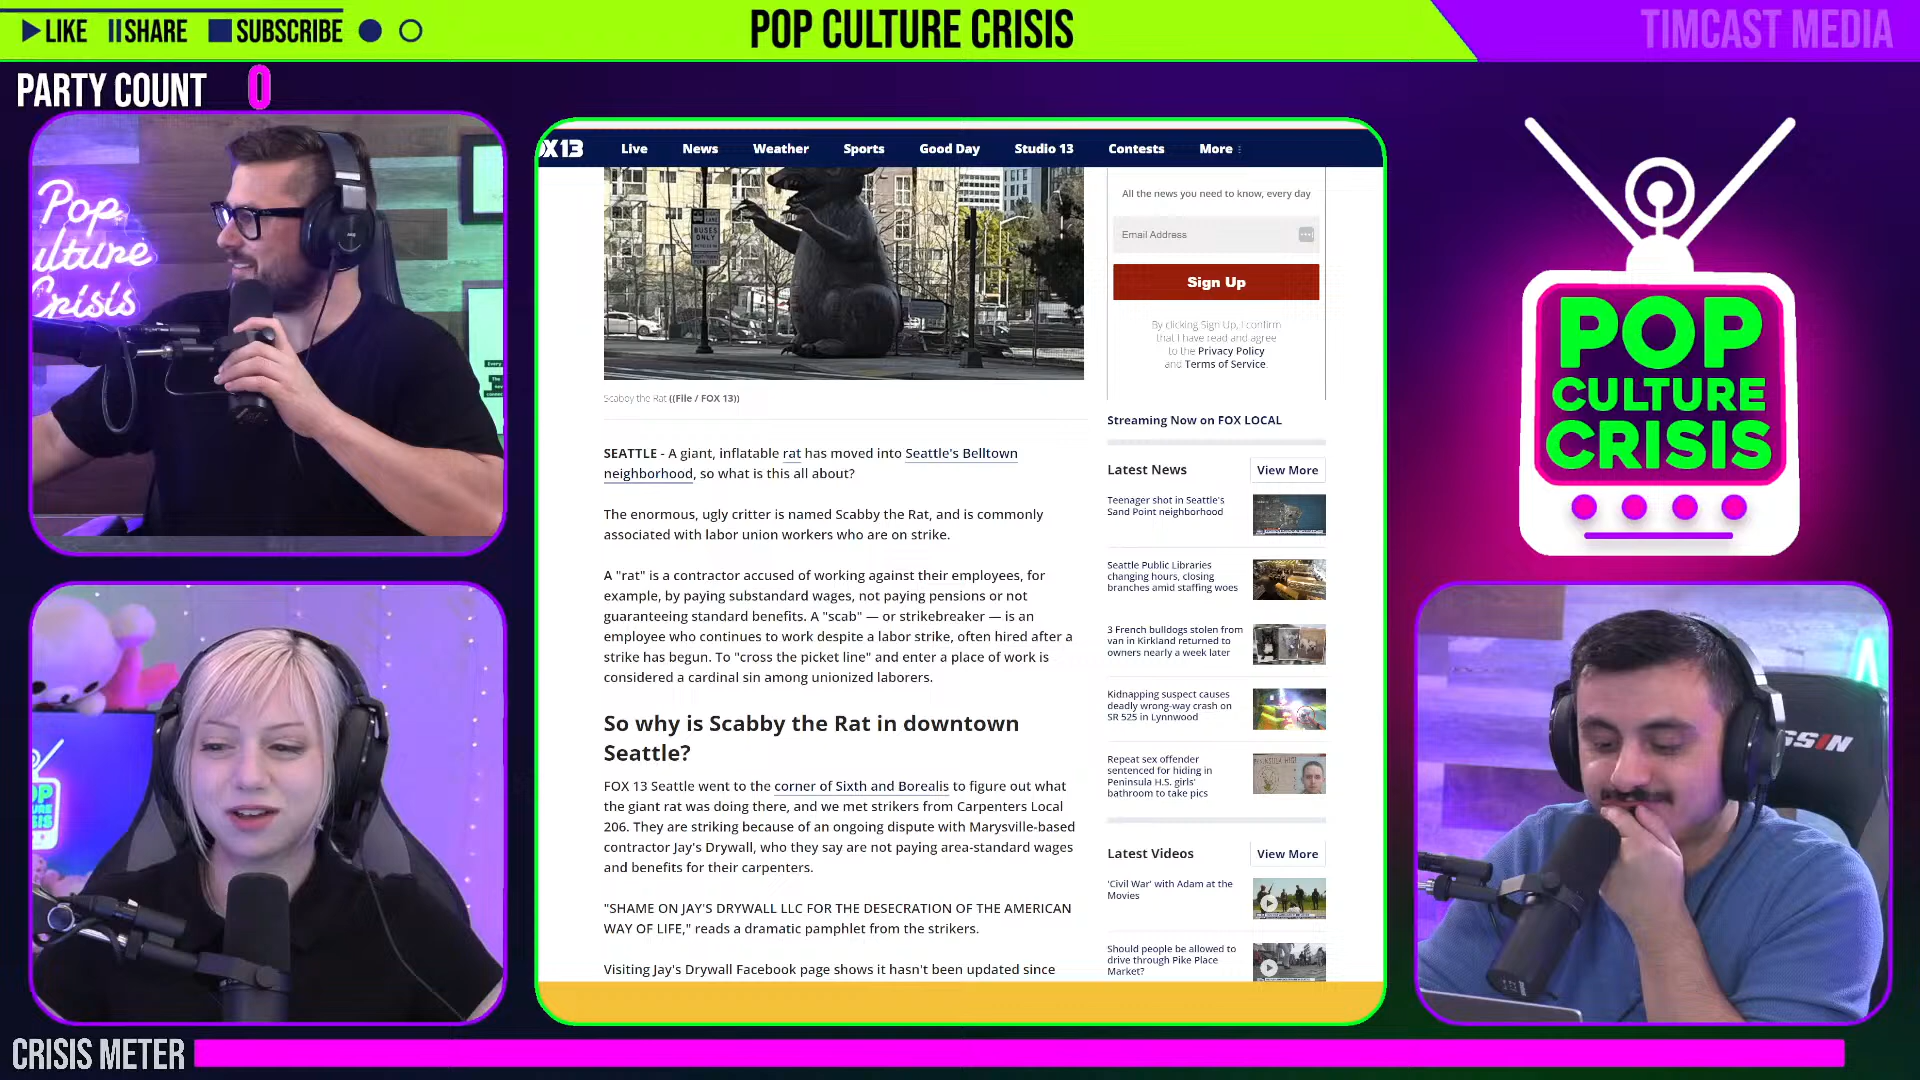 LIKE SHARE SUBSCRIBE
POP CULTURE CRISIS
TIMCAST MEDIA
PARTY COUNT 0
Pop
ulture
Crisis
OX13 Live News Weather Sports Good Day Studio 13 Contests More
BUSES
ONLY
Scabby the Rat ((File / FOX 13))
SEATTLE - A giant, inflatable rat has moved into Seattle's Belltown
neighborhood, so what is this all about?
The enormous, ugly critter is named Scabby the Rat, and is commonly
associated with labor union workers who are on strike.
A "rat" is a contractor accused of working against their employees, for
example, by paying substandard wages, not paying pensions or not
guaranteeing standard benefits. A "scab" — or strikebreaker — is an
employee who continues to work despite a labor strike, often hired after a
strike has begun. To "cross the picket line" and enter a place of work is
considered a cardinal sin among unionized laborers.
So why is Scabby the Rat in downtown
Seattle?
FOX 13 Seattle went to the corner of Sixth and Borealis to figure out what
the giant rat was doing there, and we met strikers from Carpenters Local
206. They are striking because of an ongoing dispute with Marysville-based
contractor Jay's Drywall, who they say are not paying area-standard wages
and benefits for their carpenters.
"SHAME ON JAY'S DRYWALL LLC FOR THE DESECRATION OF THE AMERICAN
WAY OF LIFE," reads a dramatic pamphlet from the strikers.
Visiting Jay's Drywall Facebook page shows it hasn't been updated since
All the news you need to know, every day
Email Address
Sign Up
By clicking Sign Up, I confirm
that I have read and agree
to the Privacy Policy
and Terms of Service.
Streaming Now on FOX LOCAL
Latest News View More
Teenager shot in Seattle's
Sand Point neighborhood
Seattle Public Libraries
changing hours, closing
branches amid staffing woes
3 French bulldogs stolen from
van in Kirkland returned to
owners nearly a week later
Kidnapping suspect causes
deadly wrong-way crash on
SR 525 in Lynnwood
Repeat sex offender
sentenced for hiding in
Peninsula H.S. girls'
bathroom to take pics
Latest Videos View More
'Civil War' with Adam at the
Movies
Should people be allowed to
drive through Pike Place
Market?
POP
CULTURE
CRISIS
CRISIS METER